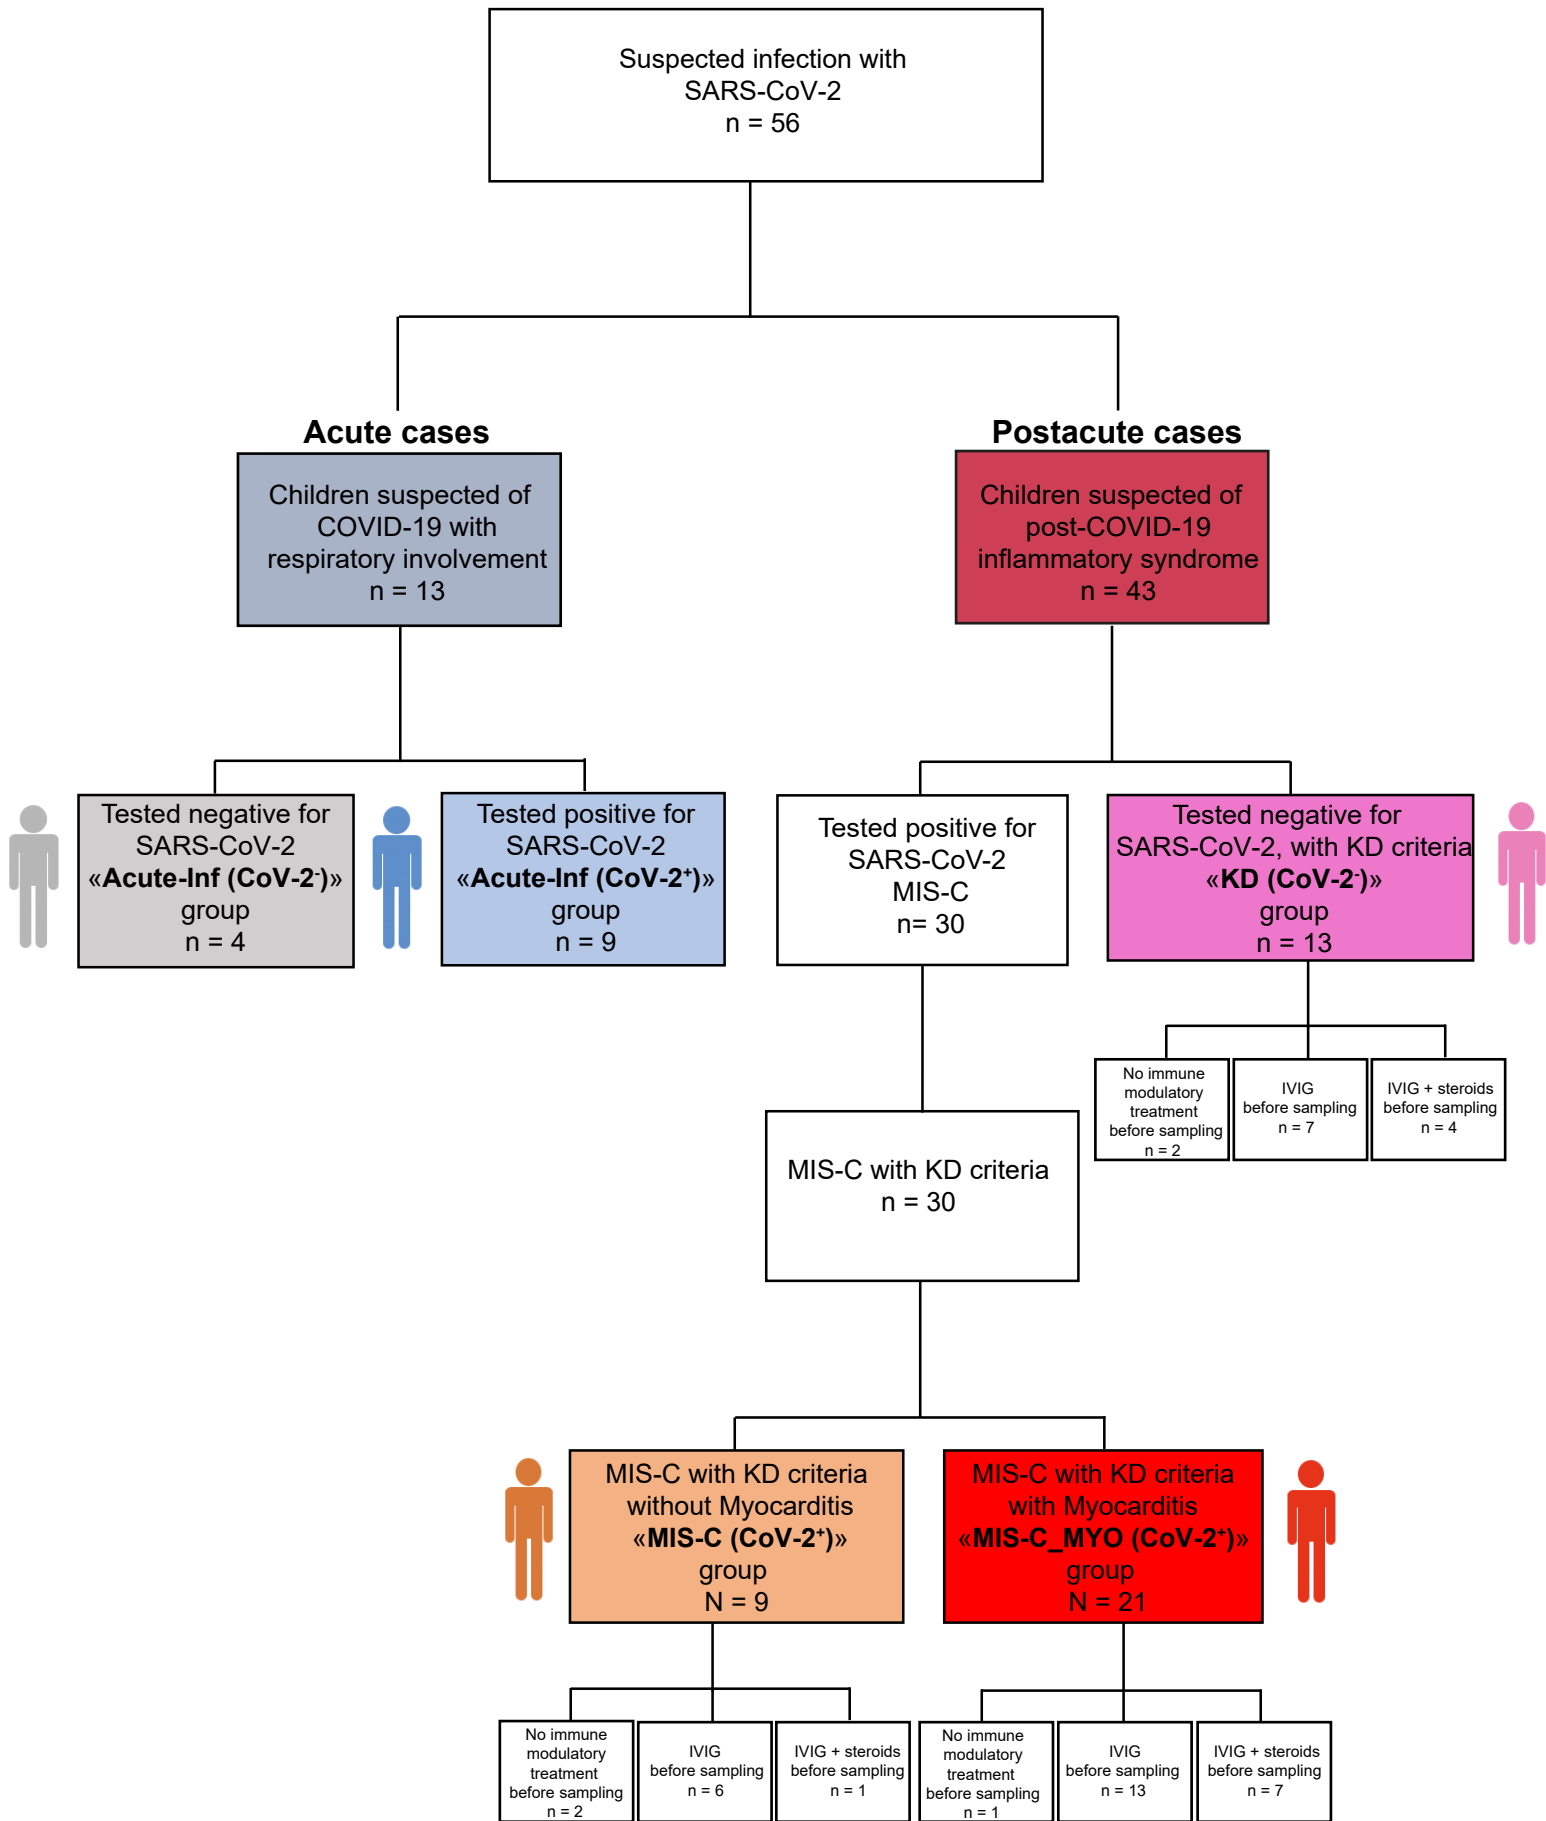 Suspected infection with
SARS-CoV-2
n = 56
Acute cases
Postacute cases
Children suspected of
COVID-19 with
respiratory involvement
n = 13
Children suspected of
post-COVID-19
inflammatory syndrome
n = 43
Tested negative for
SARS-CoV-2
«Acute-Inf (CoV-2⁻)»
group
n = 4
Tested positive for
SARS-CoV-2
«Acute-Inf (CoV-2⁺)»
group
n = 9
Tested positive for
SARS-CoV-2
MIS-C
n= 30
Tested negative for
SARS-CoV-2, with KD criteria
«KD (CoV-2⁻)»
group
n = 13
No immune
modulatory
treatment
before sampling
n = 2
IVIG
before sampling
n = 7
IVIG + steroids
before sampling
n = 4
MIS-C with KD criteria
n = 30
MIS-C with KD criteria
without Myocarditis
«MIS-C (CoV-2⁺)»
group
N = 9
MIS-C with KD criteria
with Myocarditis
«MIS-C_MYO (CoV-2⁺)»
group
N = 21
No immune
modulatory
treatment
before sampling
n = 2
IVIG
before sampling
n = 6
IVIG + steroids
before sampling
n = 1
No immune
modulatory
treatment
before sampling
n = 1
IVIG
before sampling
n = 13
IVIG + steroids
before sampling
n = 7